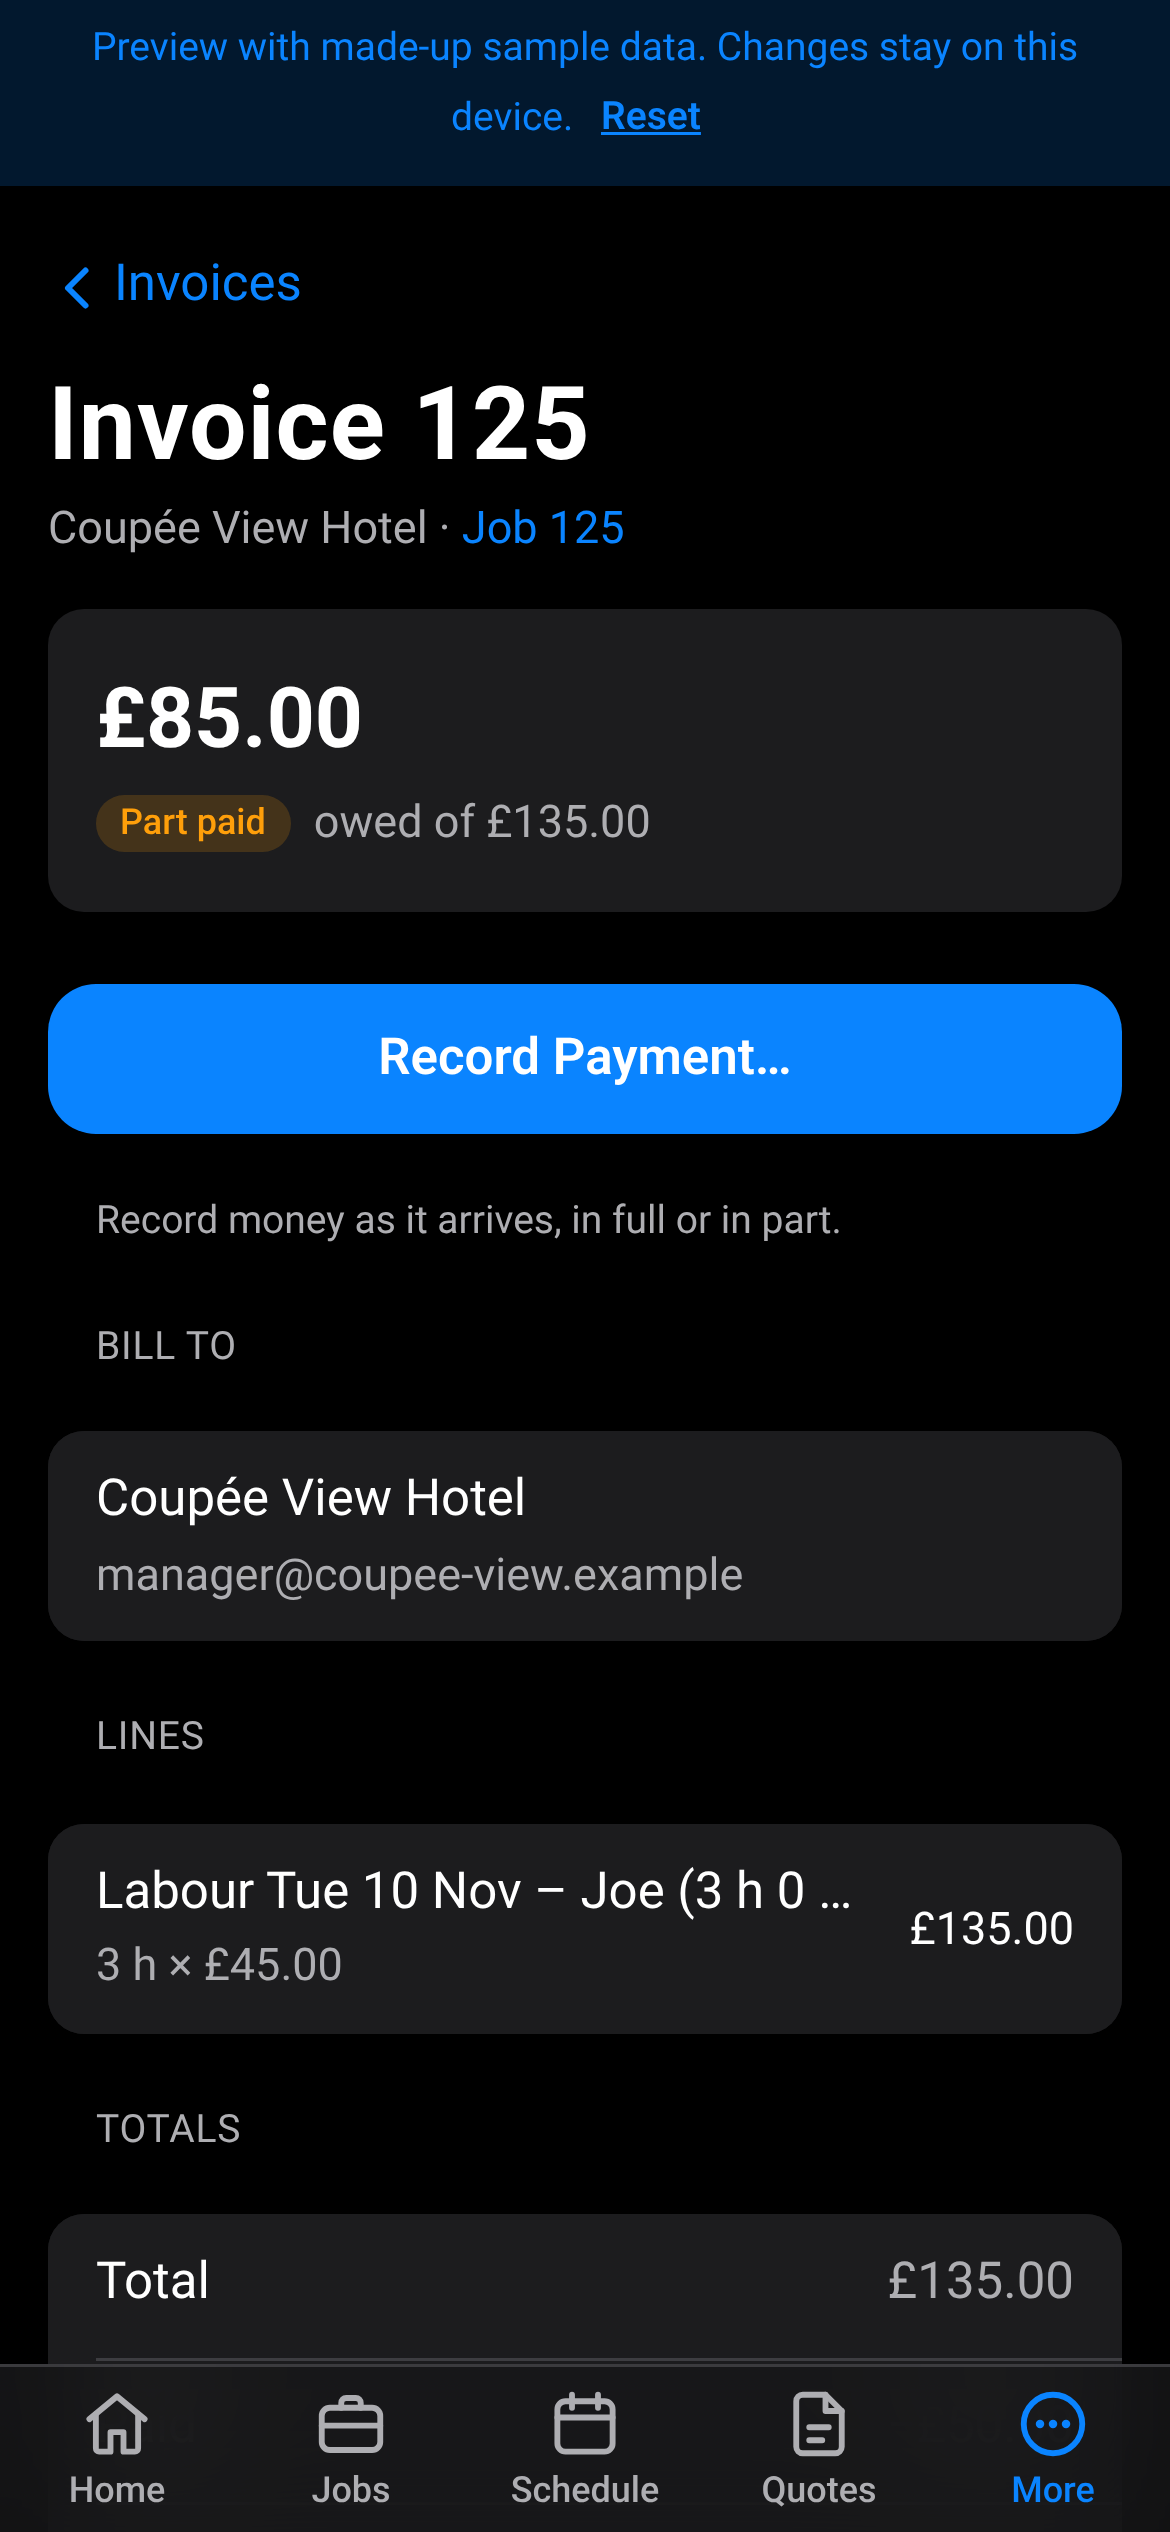 Preview with made-up sample data. Changes stay on this
device. Reset
Invoices
Invoice 125
Coupée View Hotel · Job 125
£85.00
Part paid owed of £135.00
Record Payment...
Record money as it arrives, in full or in part.
BILL TO
Coupée View Hotel
manager@coupee-view.example
LINES
Labour Tue 10 Nov – Joe (3 h 0 ...
£135.00
3 h × £45.00
TOTALS
Total £135.00
Home Jobs Schedule Quotes More